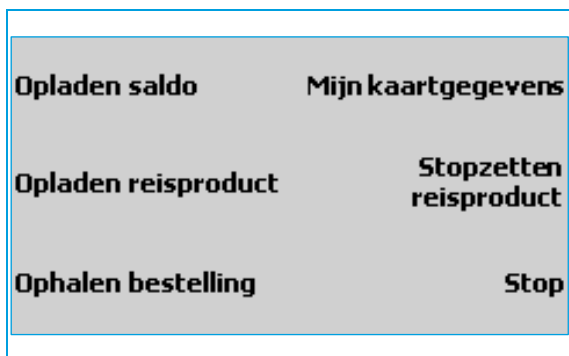 Opladen saldo
Mijn kaartgegevens
Opladen reisproduct
Stopzetten
reisproduct
Ophalen bestelling
Stop